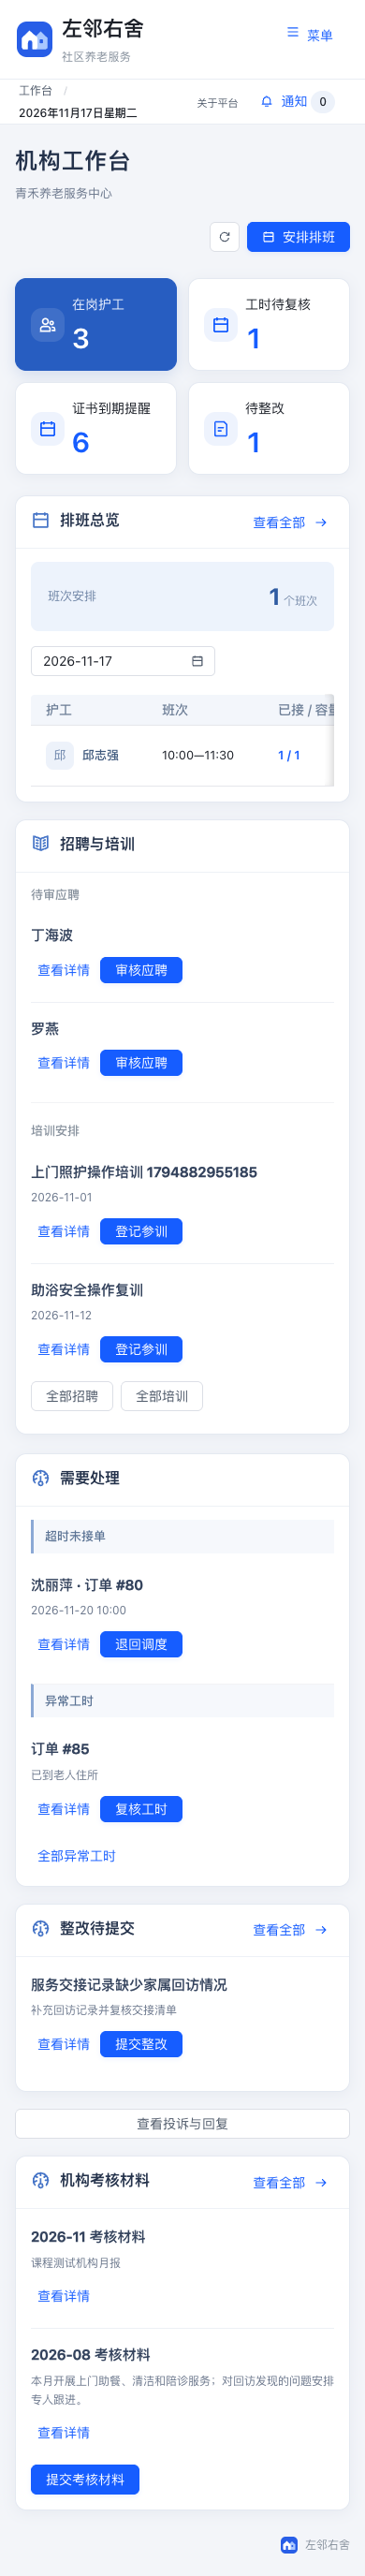 左邻右舍
社区养老服务
菜单
工作台 /
2026年11月17日星期二
关于平台
通知 0
机构工作台
青禾养老服务中心
安排排班
在岗护工
3
工时待复核
1
证书到期提醒
6
待整改
1
排班总览
查看全部 →
班次安排
1 个班次
2026-11-17
护工 班次 已接 / 容量
邱 邱志强 10:00—11:30 1 / 1
招聘与培训
待审应聘
丁海波
查看详情 审核应聘
罗燕
查看详情 审核应聘
培训安排
上门照护操作培训 1794882955185
2026-11-01
查看详情 登记参训
助浴安全操作复训
2026-11-12
查看详情 登记参训
全部招聘 全部培训
需要处理
超时未接单
沈丽萍 · 订单 #80
2026-11-20 10:00
查看详情 退回调度
异常工时
订单 #85
已到老人住所
查看详情 复核工时
全部异常工时
整改待提交
查看全部 →
服务交接记录缺少家属回访情况
补充回访记录并复核交接清单
查看详情 提交整改
查看投诉与回复
机构考核材料
查看全部 →
2026-11 考核材料
课程测试机构月报
查看详情
2026-08 考核材料
本月开展上门助餐、清洁和陪诊服务；对回访发现的问题安排
专人跟进。
查看详情
提交考核材料
左邻右舍